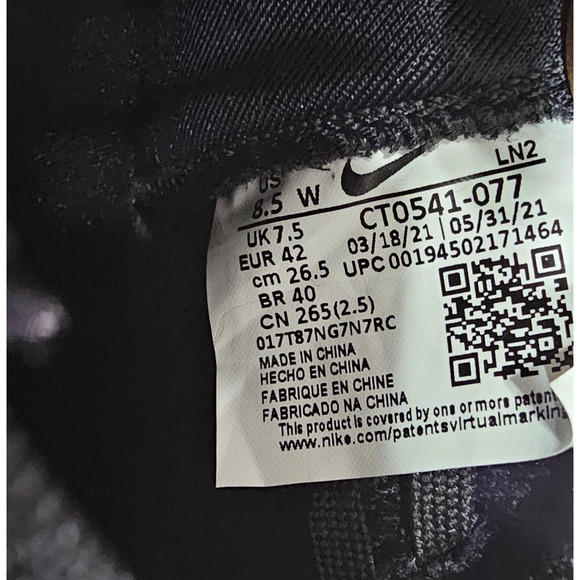 LN2
US
8.5 W
CT0541-077
UK 7.5
03/18/21 | 05/31/21
EUR 42
UPC 00194502171464
cm 26.5
BR 40
CN 265(2.5)
017T87NG7N7RC
MADE IN CHINA
HECHO EN CHINA
FABRIQUE EN CHINE
FABRICADO NA CHINA
This product is covered by one or more patent
www.nike.com/patentsvirtualmarking